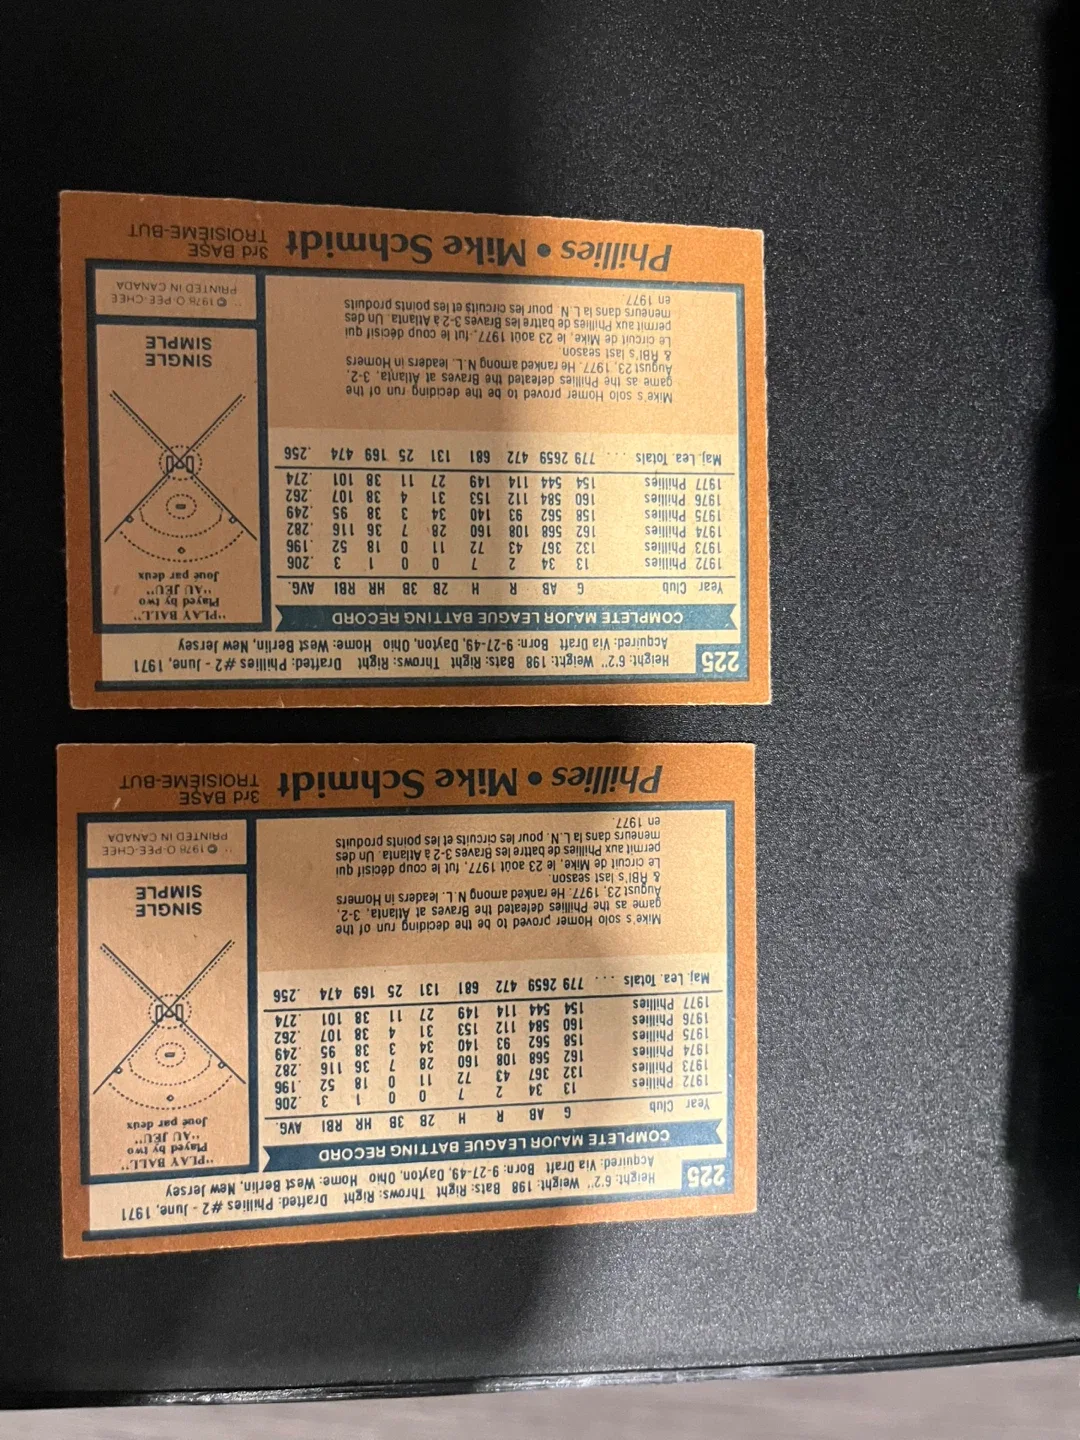 225
Height: 6'2" Weight: 198 Bats: Right Throws: Right Drafted: Phillies #2 - June, 1971
Acquired: Via Draft Born: 9-27-49, Dayton, Ohio Home: West Berlin, New Jersey
COMPLETE MAJOR LEAGUE BATTING RECORD
Year Club G AB R H 2B 3B HR RBI AVG.
1972 Phillies 13 34 2 7 0 0 1 3 .206
1973 Phillies 132 367 43 72 11 0 18 52 .196
1974 Phillies 162 568 108 160 28 7 36 116 .282
1975 Phillies 158 562 93 140 34 3 38 95 .249
1976 Phillies 160 584 112 153 31 4 38 107 .262
1977 Phillies 154 544 114 149 27 11 38 101 .274
Maj. Lea. Totals .... 779 2659 472 681 131 25 169 474 .256
Mike's solo Homer proved to be the deciding run of the
game as the Phillies defeated the Braves at Atlanta, 3-2,
August 23, 1977. He ranked among N.L. leaders in Homers
& RBI's last season.
Le circuit de Mike, le 23 août 1977, fut le coup décisif qui
permit aux Phillies de battre les Braves 3-2 à Atlanta. Un des
meneurs dans la L.N. pour les circuits et les points produits
en 1977.
"PLAY BALL"
Played by two
"AU JEU"
Joué par deux
SINGLE
SIMPLE
© 1978 O-PEE-CHEE
PRINTED IN CANADA
Phillies • Mike Schmidt
3rd BASE
TROISIÈME-BUT
225
Height: 6'2" Weight: 198 Bats: Right Throws: Right Drafted: Phillies #2 - June, 1971
Acquired: Via Draft Born: 9-27-49, Dayton, Ohio Home: West Berlin, New Jersey
COMPLETE MAJOR LEAGUE BATTING RECORD
Year Club G AB R H 2B 3B HR RBI AVG.
1972 Phillies 13 34 2 7 0 0 1 3 .206
1973 Phillies 132 367 43 72 11 0 18 52 .196
1974 Phillies 162 568 108 160 28 7 36 116 .282
1975 Phillies 158 562 93 140 34 3 38 95 .249
1976 Phillies 160 584 112 153 31 4 38 107 .262
1977 Phillies 154 544 114 149 27 11 38 101 .274
Maj. Lea. Totals .... 779 2659 472 681 131 25 169 474 .256
Mike's solo Homer proved to be the deciding run of the
game as the Phillies defeated the Braves at Atlanta, 3-2,
August 23, 1977. He ranked among N.L. leaders in Homers
& RBI's last season.
Le circuit de Mike, le 23 août 1977, fut le coup décisif qui
permit aux Phillies de battre les Braves 3-2 à Atlanta. Un des
meneurs dans la L.N. pour les circuits et les points produits
en 1977.
"PLAY BALL"
Played by two
"AU JEU"
Joué par deux
SINGLE
SIMPLE
© 1978 O-PEE-CHEE
PRINTED IN CANADA
Phillies • Mike Schmidt
3rd BASE
TROISIÈME-BUT